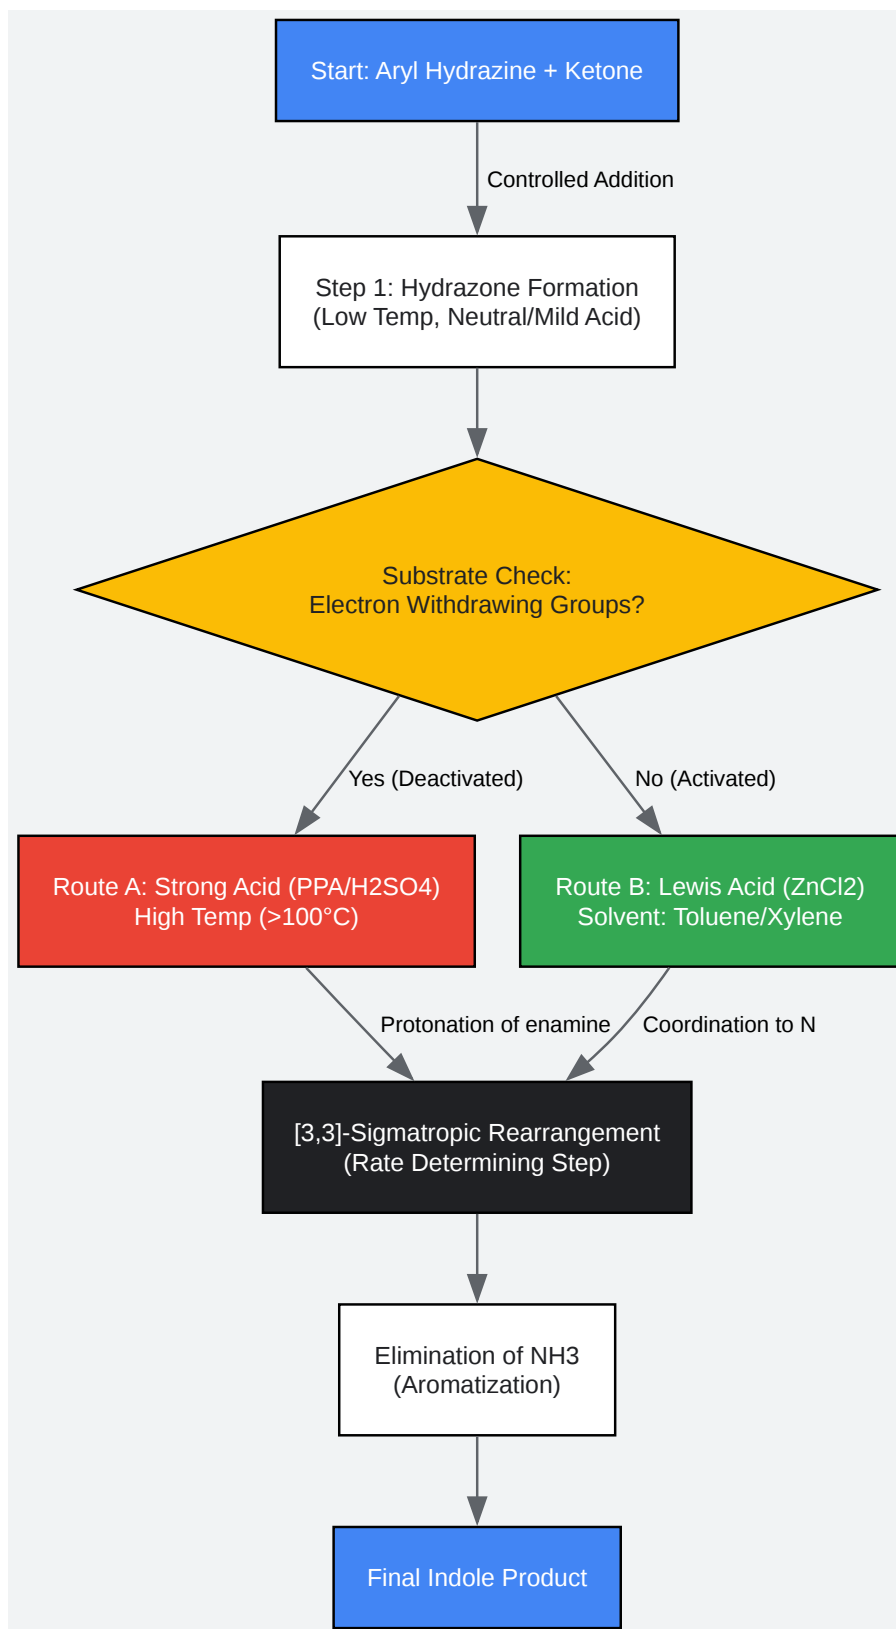 Start: Aryl Hydrazine + Ketone
Controlled Addition
Step 1: Hydrazone Formation
(Low Temp, Neutral/Mild Acid)
Substrate Check:
Electron Withdrawing Groups?
Yes (Deactivated)
No (Activated)
Route A: Strong Acid (PPA/H2SO4)
High Temp (>100°C)
Route B: Lewis Acid (ZnCl2)
Solvent: Toluene/Xylene
Protonation of enamine
Coordination to N
[3,3]-Sigmatropic Rearrangement
(Rate Determining Step)
Elimination of NH3
(Aromatization)
Final Indole Product